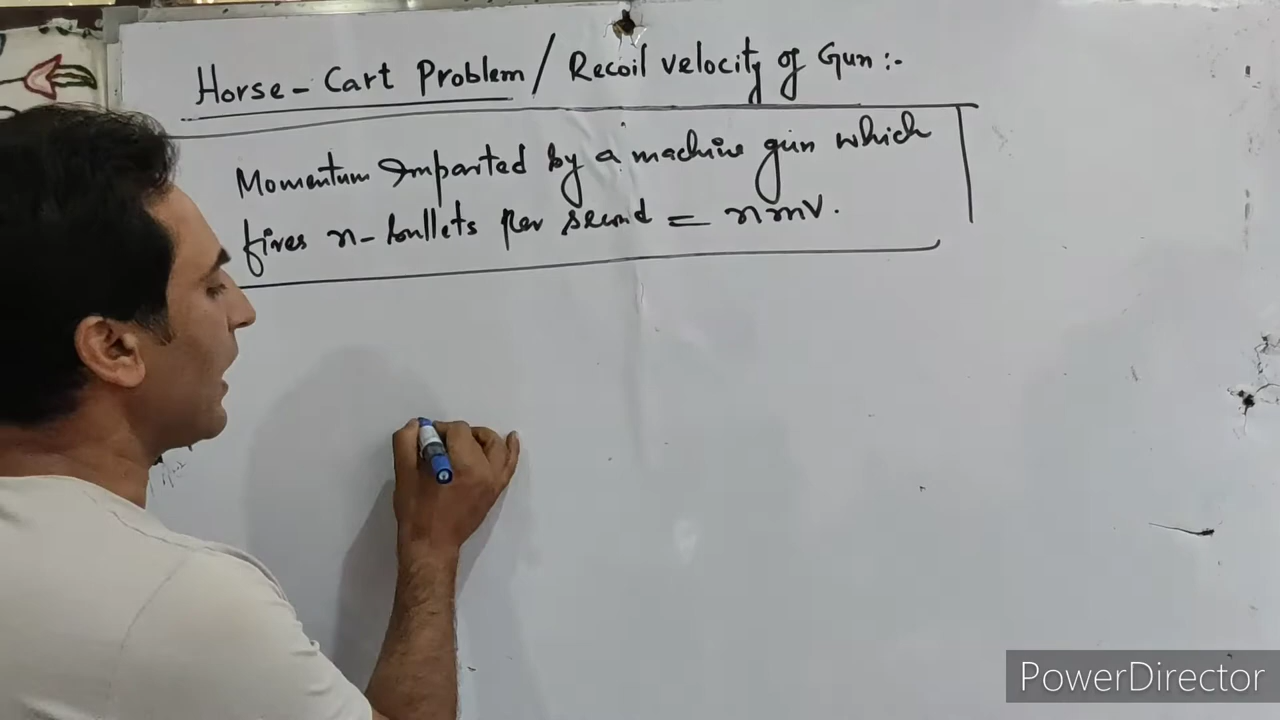 Horse - Cart Problem / Recoil velocity of Gun :-
Momentum Imparted by a machine gun which
fires n - bullets per second = nmv.
PowerDirector